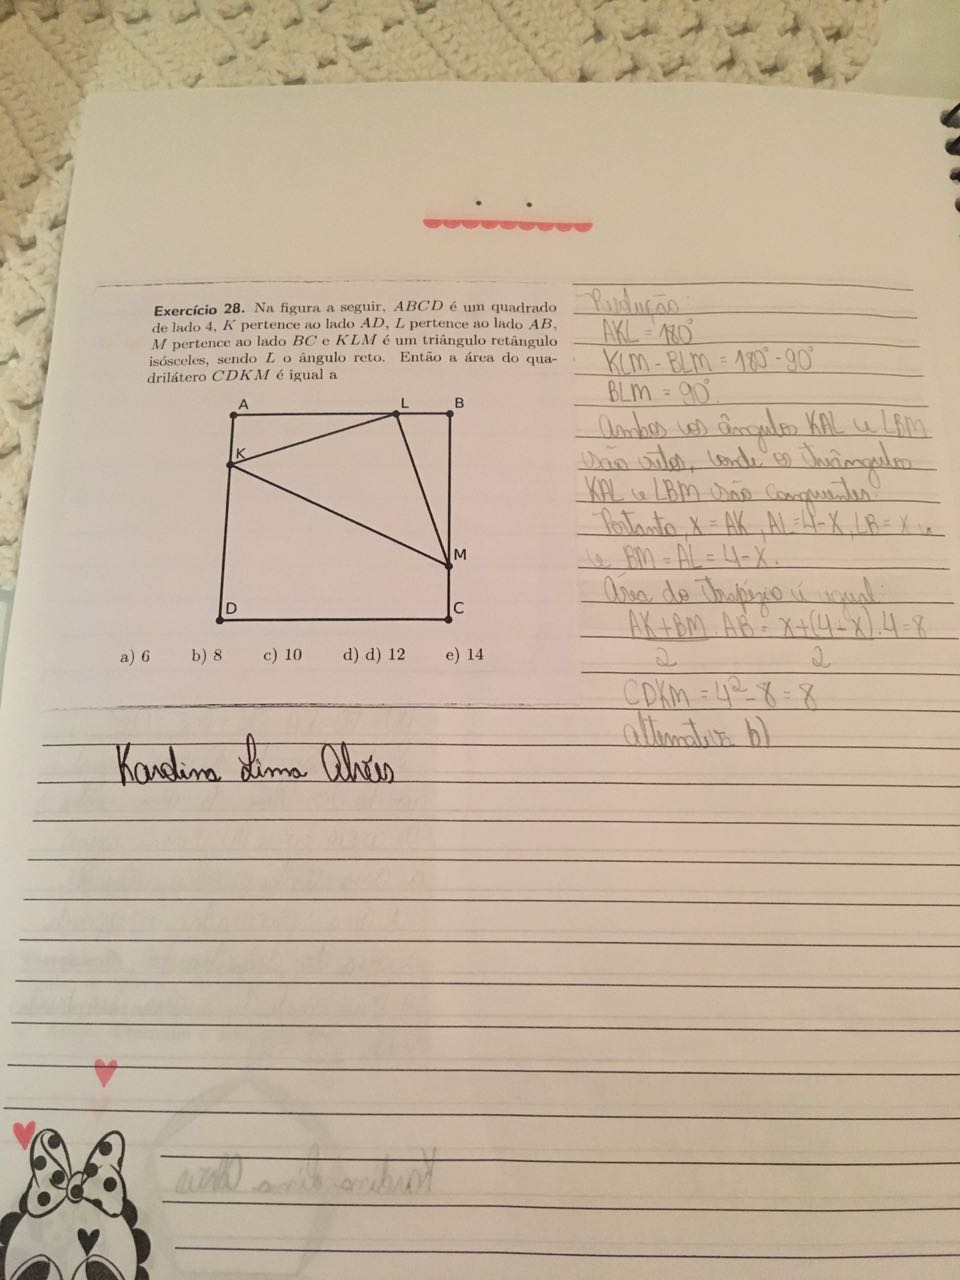 Exercício 28. Na figura a seguir, ABCD é um quadrado
de lado 4, K pertence ao lado AD, L pertence ao lado AB,
M pertence ao lado BC e KLM é um triângulo retângulo
isósceles, sendo L o ângulo reto. Então a área do qua-
drilátero CDKM é igual a
A
L
B
K
M
D
C
a) 6 b) 8 c) 10 d) d) 12 e) 14
AKL = 180°
KLM - BLM = 180° - 90°
BLM = 90°
Ambos os ângulos KAL e LBM
são retos, onde os triângulos
KAL e LBM são congruentes.
Portanto, x = AK, AL = 4-x, LB = x e
e BM = AL = 4-x.
Área do trapézio é igual:
AK+BM . AB = x+(4-x).4 = 8
2 2
CDKM = 4² - 8 = 8
alternativa b)
Lima